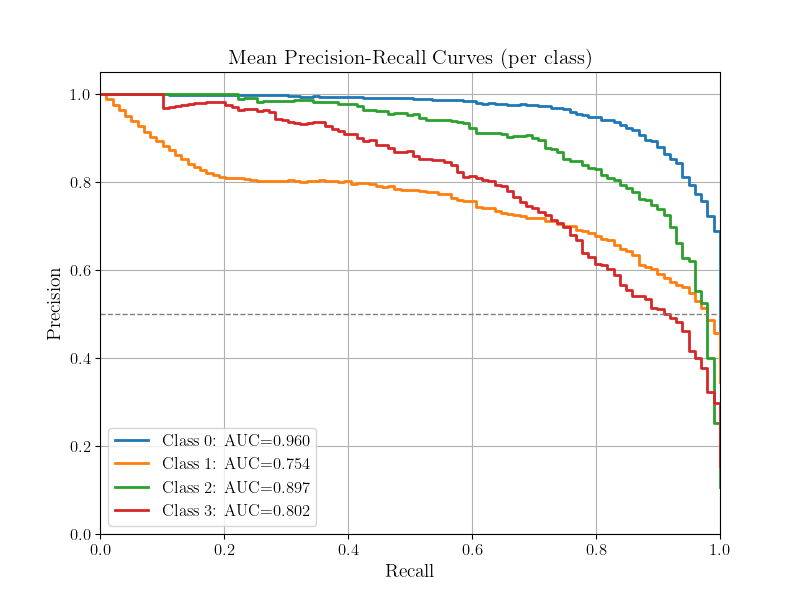 Mean Precision-Recall Curves (per class)
1.0
0.8
0.6
0.4
0.2
0.0
Precision
Class 0: AUC=0.960
Class 1: AUC=0.754
Class 2: AUC=0.897
Class 3: AUC=0.802
0.0 0.2 0.4 0.6 0.8 1.0
Recall